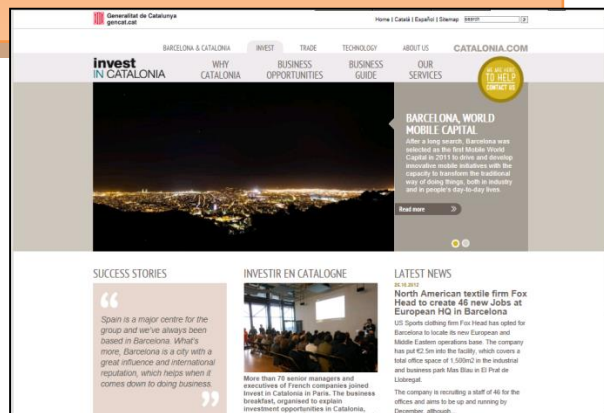 Generalitat de Catalunya
gencat.cat
Home | Català | Español | Sitemap
search
BARCELONA & CATALONIA
INVEST
TRADE
TECHNOLOGY
ABOUT US
CATALONIA.COM
invest
IN CATALONIA
WHY
CATALONIA
BUSINESS
OPPORTUNITIES
BUSINESS
GUIDE
OUR
SERVICES
WE ARE HERE
TO HELP
CONTACT US
BARCELONA, WORLD
MOBILE CAPITAL
After a long search, Barcelona was
selected as the first Mobile World
Capital in 2011 to drive and develop
innovative mobile initiatives with the
capacity to transform the traditional
way of doing things, both in industry
and in people's day-to-day lives
Read more
SUCCESS STORIES
Spain is a major centre for the
group and we've always been
based in Barcelona. What's
more, Barcelona is a city with a
great influence and international
reputation, which helps when it
comes down to doing business.
INVESTIR EN CATALOGNE
More than 70 senior managers and
executives of French companies joined
Invest in Catalonia in Paris. The business
breakfast, organised to explain
investment opportunities in Catalonia,
LATEST NEWS
26.10.2012
North American textile firm Fox
Head to create 46 new Jobs at
European HQ in Barcelona
US Sports clothing firm Fox Head has opted for
Barcelona to locate its new European and
Middle Eastern operations base. The company
has put €2.5m into the facility, which covers a
total office space of 1,500m2 in the industrial
and business park Mas Blau in El Prat de
Llobregat.
The company is recruiting a staff of 46 for the
offices and aims to be up and running by
December, although